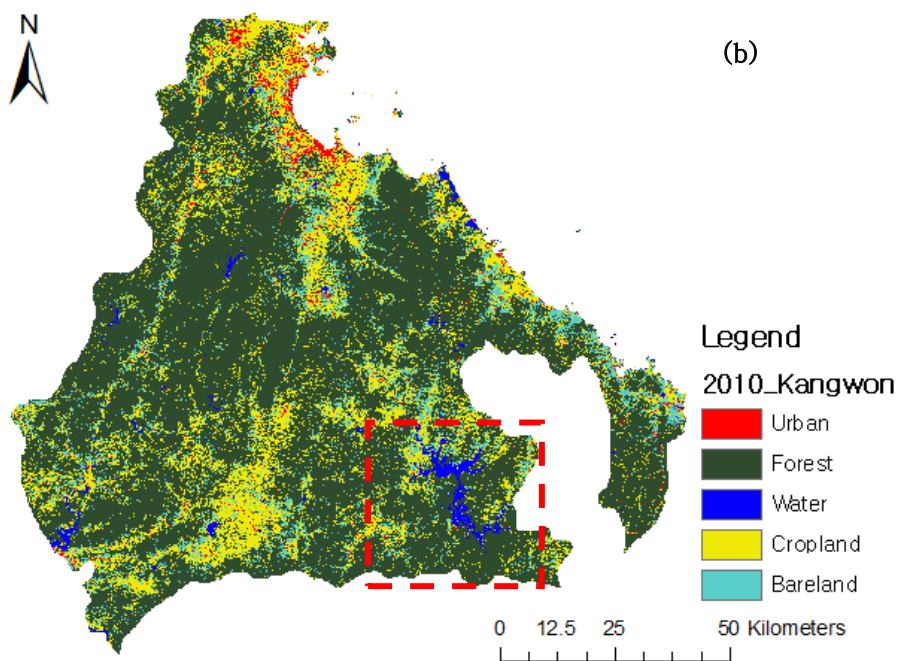 N
(b)
Legend
2010_Kangwon
Urban
Forest
Water
Cropland
Bareland
0 12.5 25 50 Kilometers